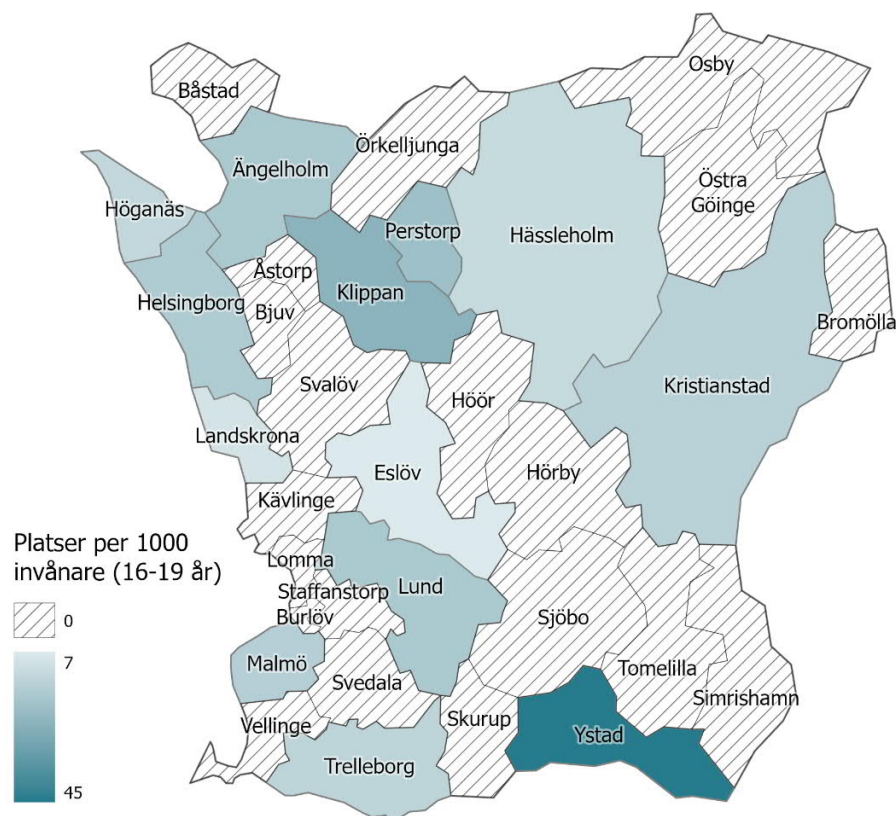 Osby
Båstad
Örkelljunga
Ängelholm
Östra
Göinge
Höganäs
Perstorp
Hässleholm
Åstorp
Klippan
Helsingborg
Bjuv
Bromölla
Kristianstad
Svalöv
Höör
Landskrona
Eslöv
Hörby
Kävlinge
Platser per 1000
invånare (16-19 år)
Lomma
Staffanstorp
Lund
Burlöv
Sjöbo
0
7
Malmö
Svedala
Tomelilla
Simrishamn
Vellinge
Skurup
Ystad
Trelleborg
45